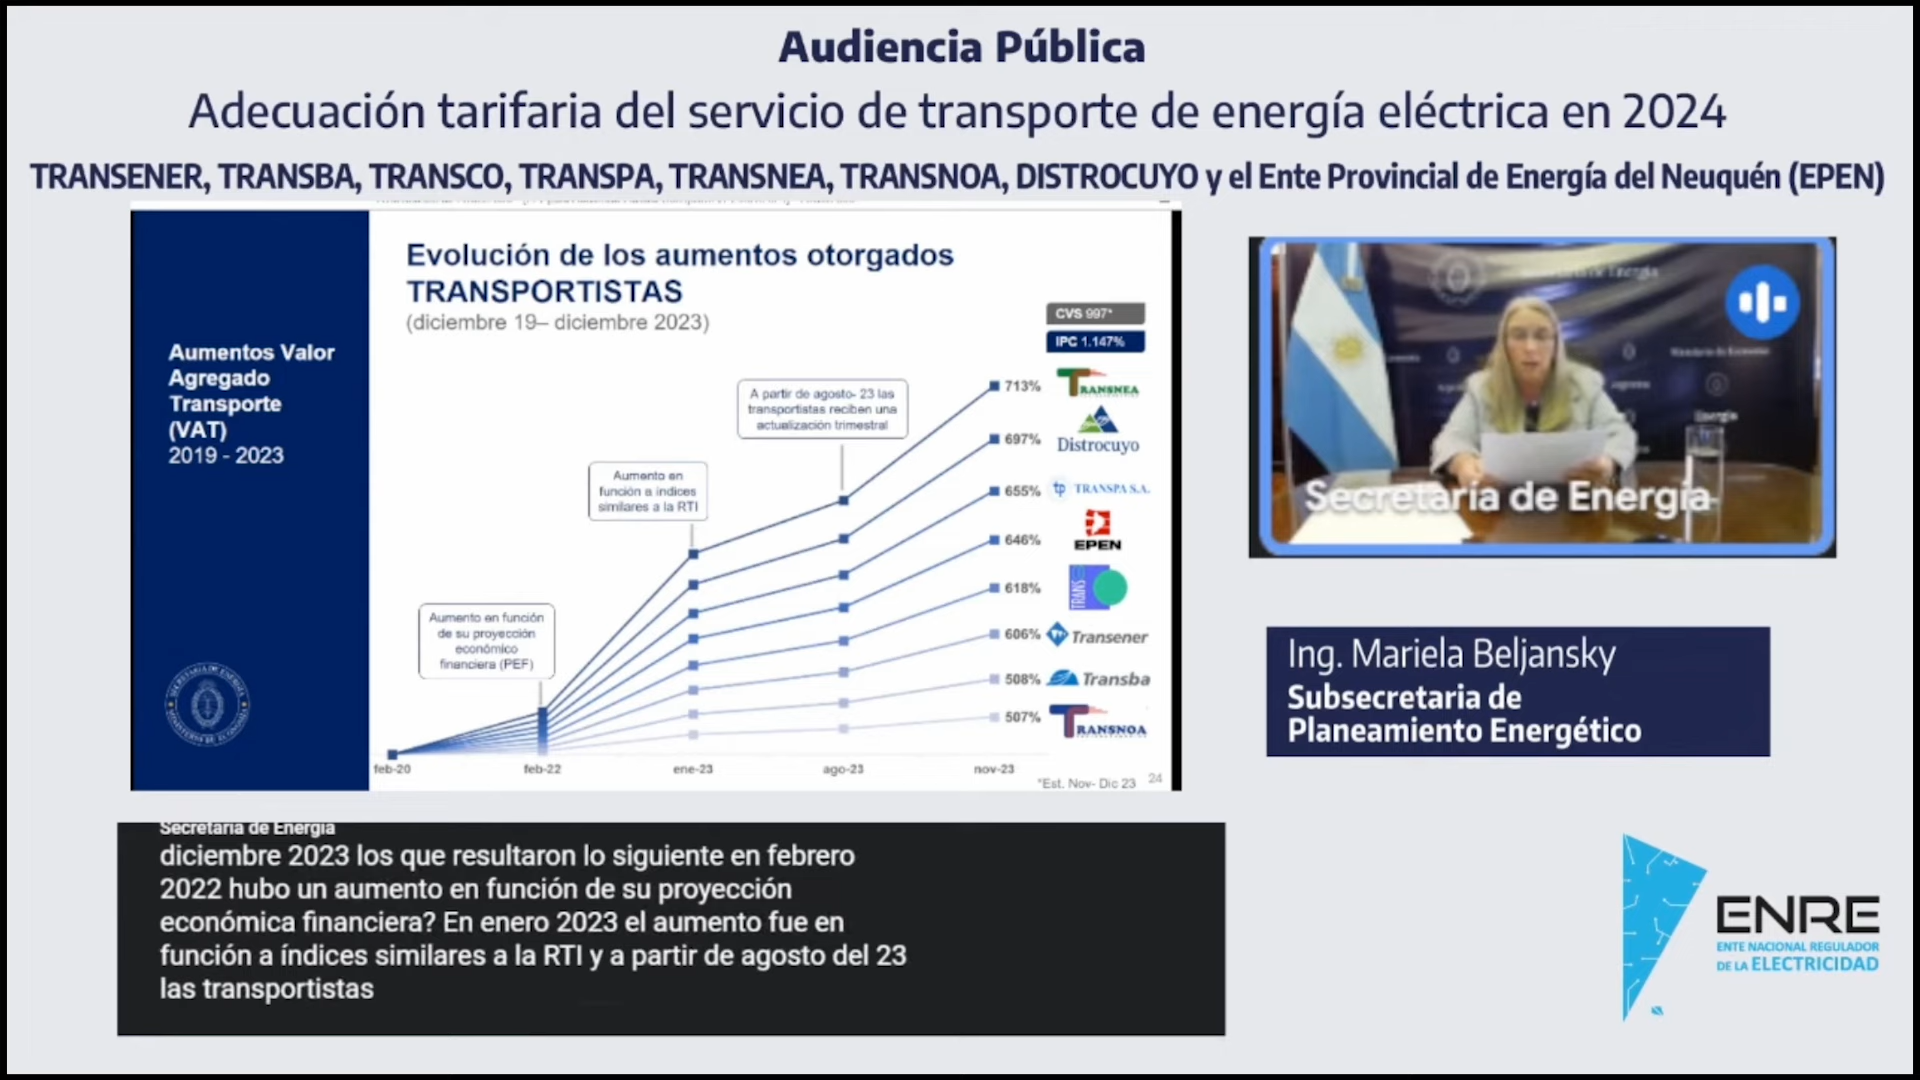 Audiencia Pública
Adecuación tarifaria del servicio de transporte de energía eléctrica en 2024
TRANSENER, TRANSBA, TRANSCO, TRANSPA, TRANSNEA, TRANSNOA, DISTROCUYO y el Ente Provincial de Energía del Neuquén (EPEN)
Aumentos Valor
Agregado
Transporte
(VAT)
2019 - 2023
Evolución de los aumentos otorgados
TRANSPORTISTAS
(diciembre 19– diciembre 2023)
CVS 997*
IPC 1.147%
A partir de agosto- 23 las
transportistas reciben una
actualización trimestral
Aumento en
función a índices
similares a la RTI
Aumento en función
de su proyección
económico
financiera (PEF)
713% TRANSNEA
697% Distrocuyo
655% TRANSPA S.A.
646% EPEN
618% TRANS
606% Transener
508% Transba
507% TRANSNOA
feb-20 feb-22 ene-23 ago-23 nov-23
*Est. Nov- Dic 23 24
Secretaría de Energía
Ing. Mariela Beljansky
Subsecretaria de
Planeamiento Energético
Secretaría de Energía
diciembre 2023 los que resultaron lo siguiente en febrero
2022 hubo un aumento en función de su proyección
económica financiera? En enero 2023 el aumento fue en
función a índices similares a la RTI y a partir de agosto del 23
las transportistas
ENRE
ENTE NACIONAL REGULADOR
DE LA ELECTRICIDAD